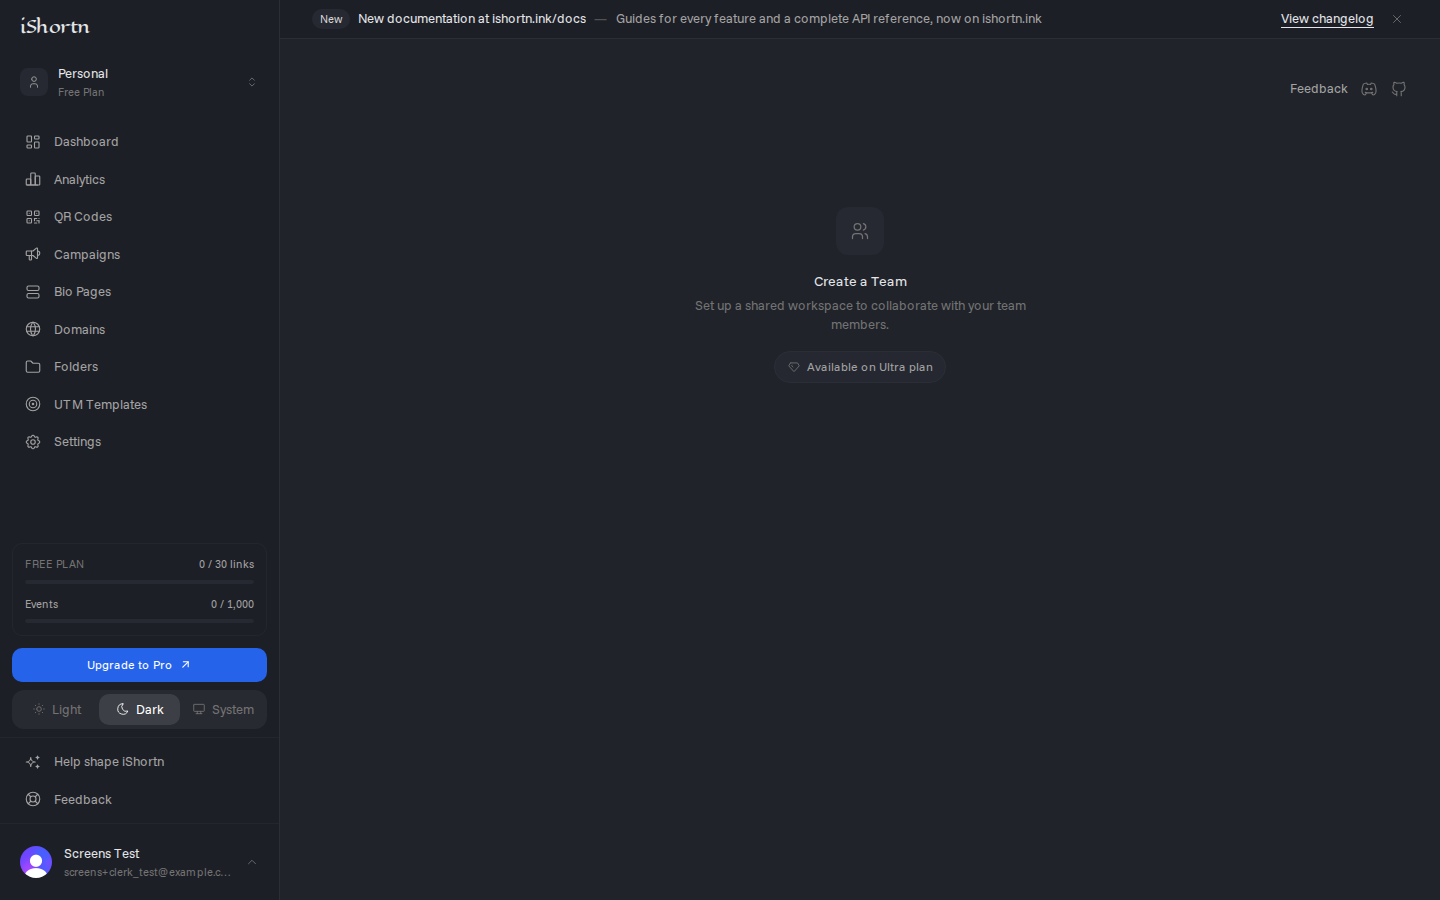 iShortn
Personal
Free Plan
Dashboard
Analytics
QR Codes
Campaigns
Bio Pages
Domains
Folders
UTM Templates
Settings
FREE PLAN 0 / 30 links
Events 0 / 1,000
Upgrade to Pro
Light Dark System
Help shape iShortn
Feedback
Screens Test
screens+clerk_test@example.c...
New New documentation at ishortn.ink/docs — Guides for every feature and a complete API reference, now on ishortn.ink View changelog
Feedback
Create a Team
Set up a shared workspace to collaborate with your team
members.
Available on Ultra plan